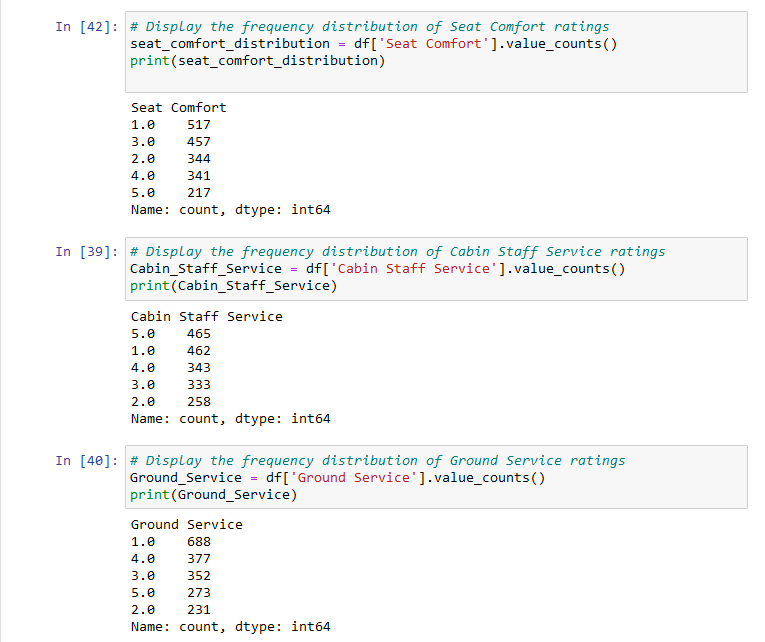 In [42]: # Display the frequency distribution of Seat Comfort ratings
seat_comfort_distribution = df['Seat Comfort'].value_counts()
print(seat_comfort_distribution)
Seat Comfort
1.0    517
3.0    457
2.0    344
4.0    341
5.0    217
Name: count, dtype: int64
In [39]: # Display the frequency distribution of Cabin Staff Service ratings
Cabin_Staff_Service = df['Cabin Staff Service'].value_counts()
print(Cabin_Staff_Service)
Cabin Staff Service
5.0    465
1.0    462
4.0    343
3.0    333
2.0    258
Name: count, dtype: int64
In [40]: # Display the frequency distribution of Ground Service ratings
Ground_Service = df['Ground Service'].value_counts()
print(Ground_Service)
Ground Service
1.0    688
4.0    377
3.0    352
5.0    273
2.0    231
Name: count, dtype: int64